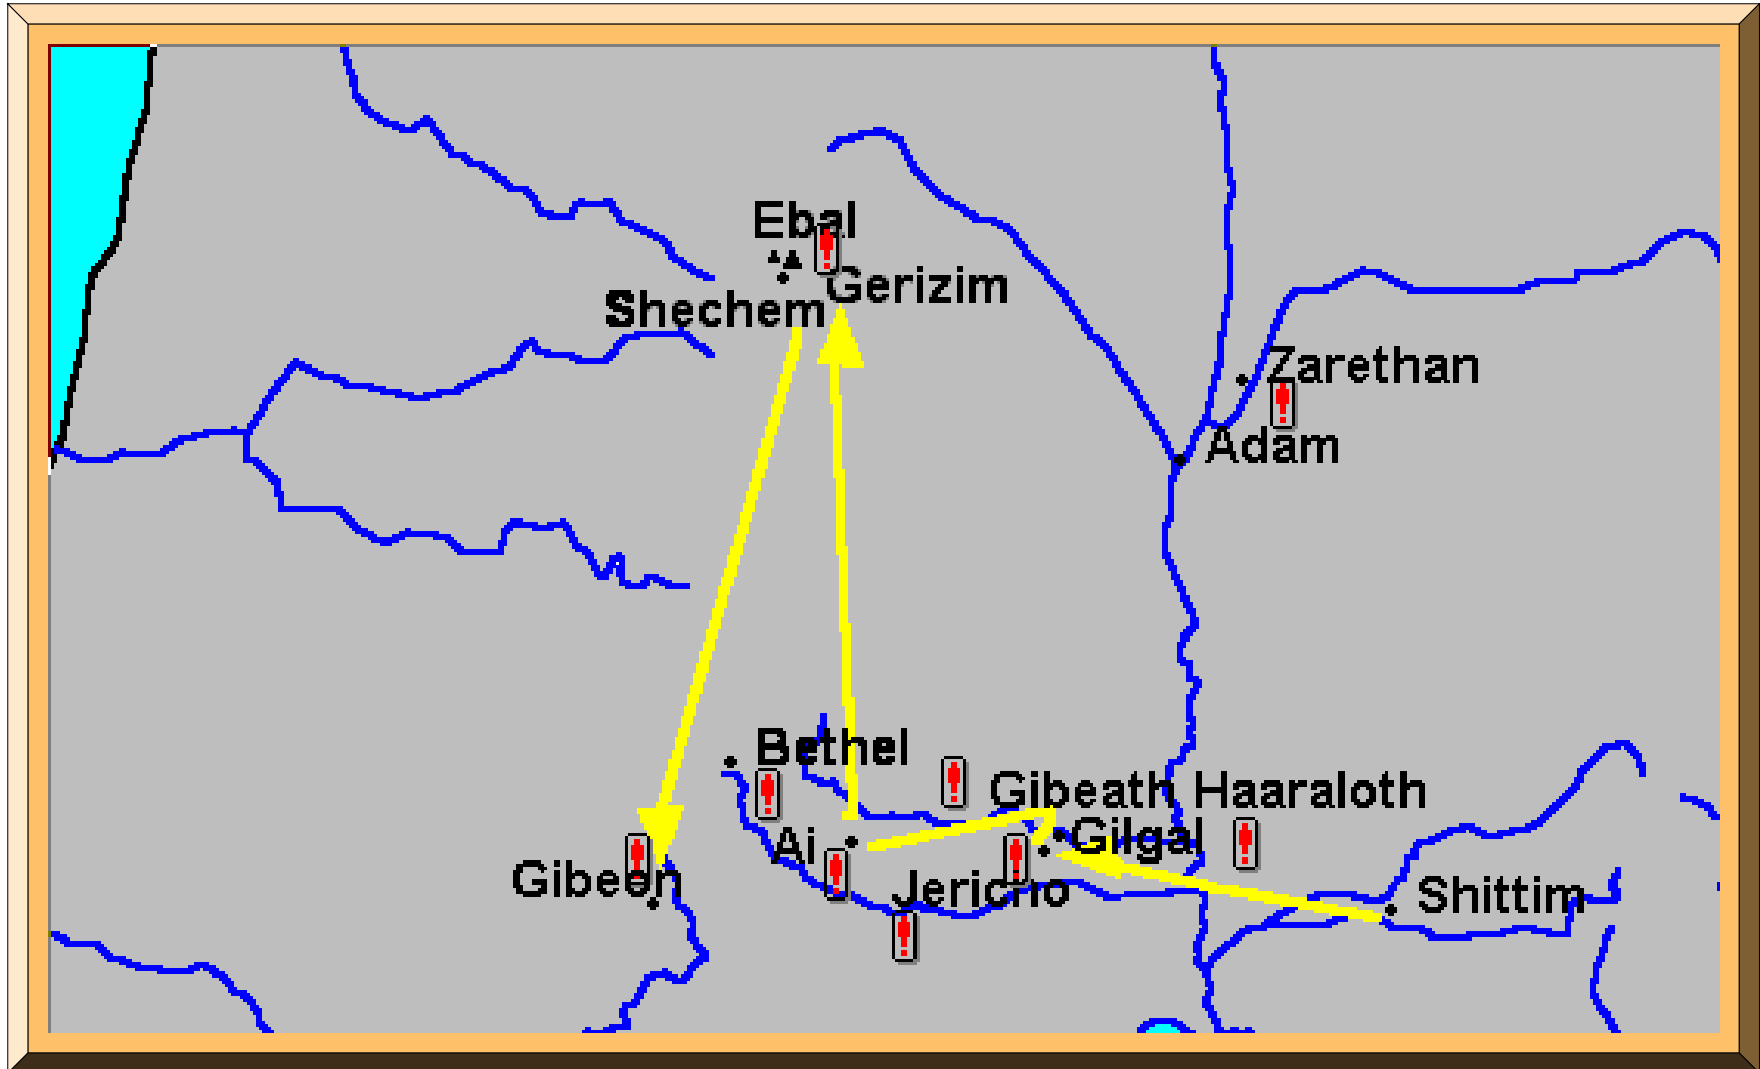 Ebal
Gerizim
Shechem
Zarethan
Adam
Bethel
Gibeath Haaraloth
Gilgal
Ai
Gibeon
Jericho
Shittim